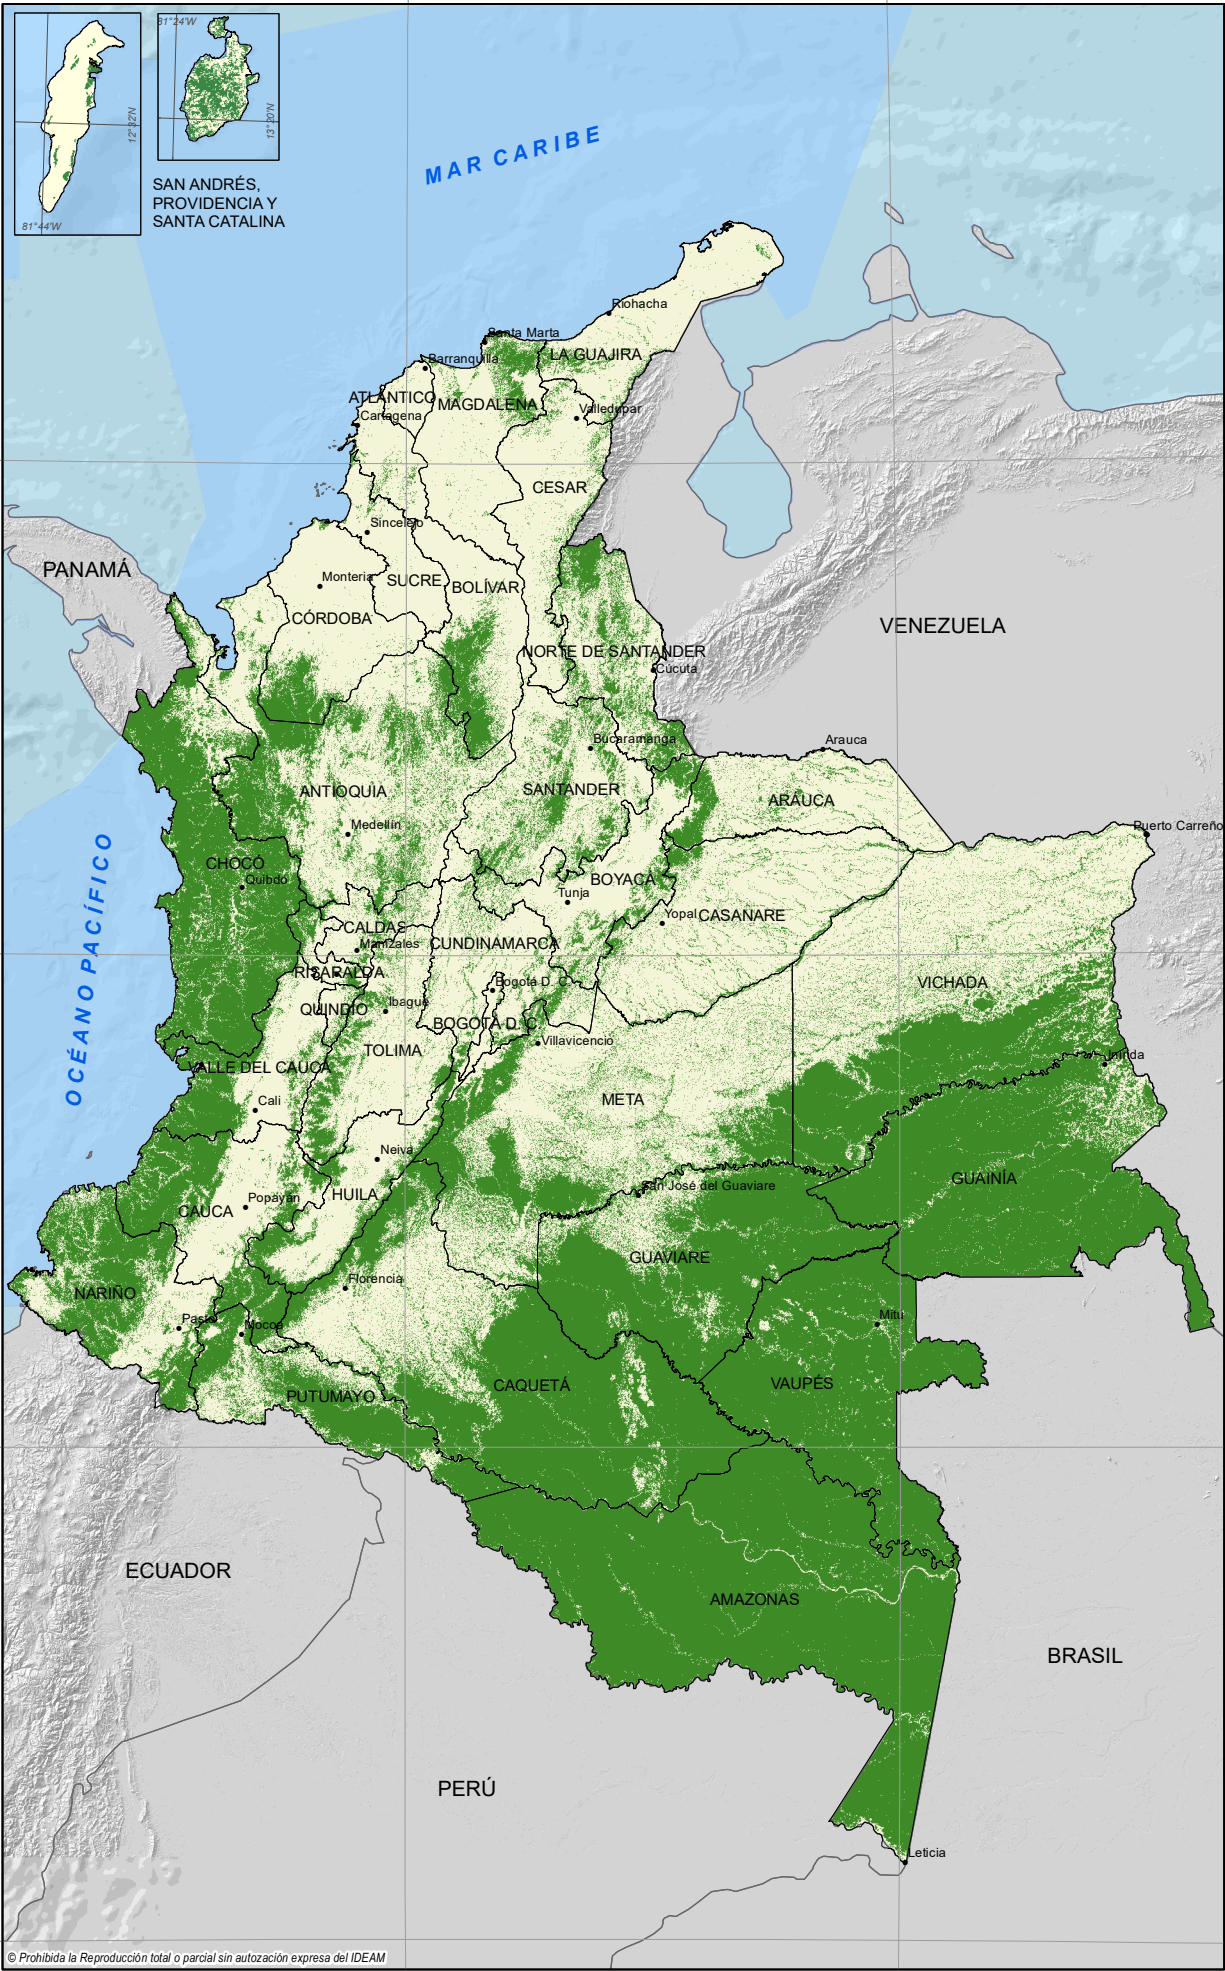 81°24'W
12°32'N
13°20'N
81°44'W
SAN ANDRÉS,
PROVIDENCIA Y
SANTA CATALINA
MAR CARIBE
Riohacha
Santa Marta
LA GUAJIRA
Barranquilla
ATLÁNTICO
MAGDALENA
Cartagena
Valledupar
CESAR
Sincelejo
PANAMÁ
Montería
SUCRE
BOLÍVAR
CÓRDOBA
VENEZUELA
NORTE DE SANTANDER
Cúcuta
Bucaramanga
Arauca
ANTIOQUIA
SANTANDER
ARAUCA
Medellín
Puerto Carreño
OCÉANO PACÍFICO
CHOCÓ
Quibdó
BOYACÁ
Tunja
Yopal
CASANARE
CALDAS
Manizales
CUNDINAMARCA
RISARALDA
Bogotá D. C.
VICHADA
QUINDÍO
Ibagué
BOGOTÁ D. C.
Villavicencio
TOLIMA
Inírida
VALLE DEL CAUCA
Cali
META
Neiva
San José del Guaviare
GUAINÍA
HUILA
Popayán
CAUCA
GUAVIARE
Florencia
NARIÑO
Pasto
Mocoa
Mitú
CAQUETÁ
VAUPÉS
PUTUMAYO
ECUADOR
AMAZONAS
BRASIL
PERÚ
Leticia
© Prohibida la Reproducción total o parcial sin autozación expresa del IDEAM